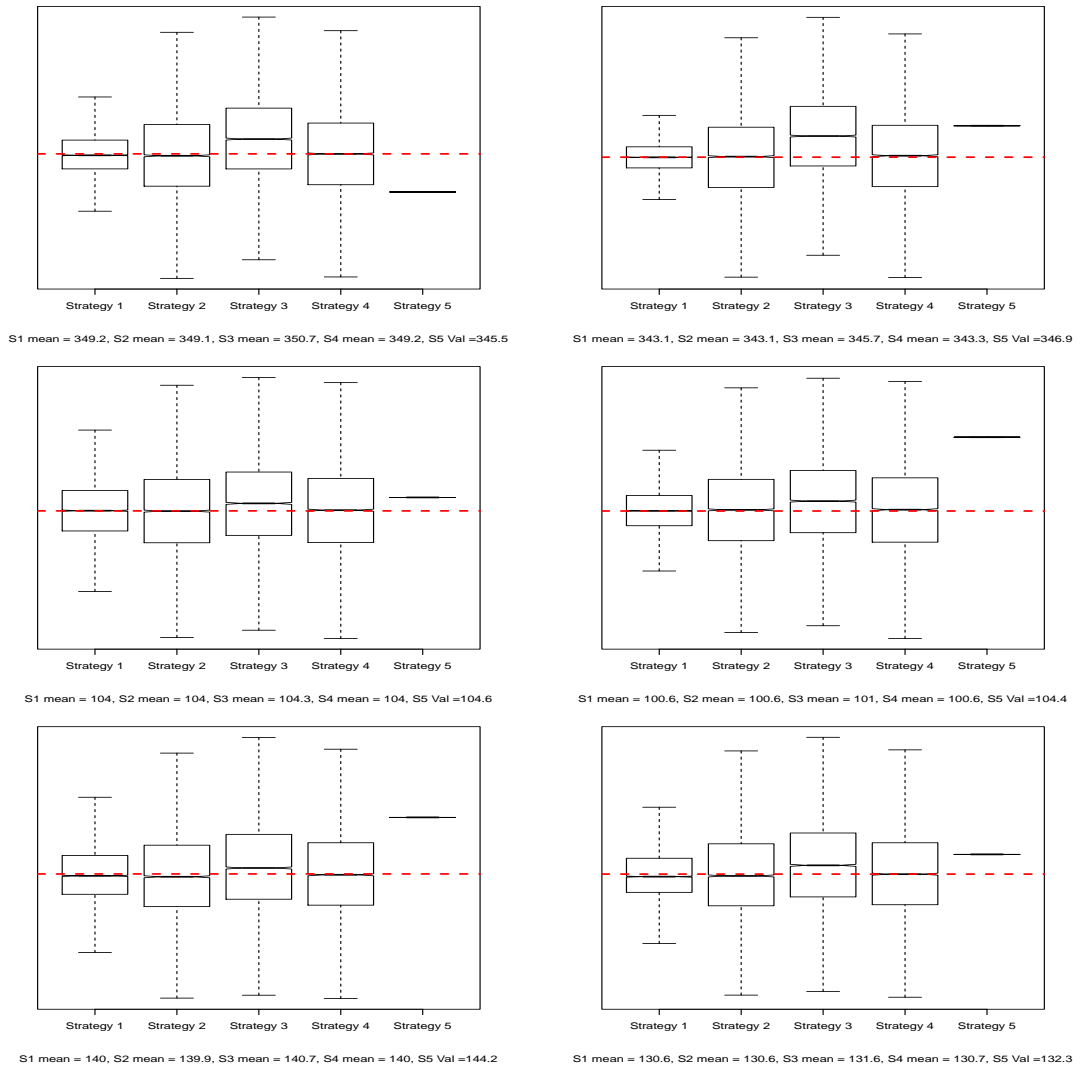 Strategy 1 Strategy 2 Strategy 3 Strategy 4 Strategy 5
S1 mean = 349.2, S2 mean = 349.1, S3 mean = 350.7, S4 mean = 349.2, S5 Val =345.5
Strategy 1 Strategy 2 Strategy 3 Strategy 4 Strategy 5
S1 mean = 343.1, S2 mean = 343.1, S3 mean = 345.7, S4 mean = 343.3, S5 Val =346.9
Strategy 1 Strategy 2 Strategy 3 Strategy 4 Strategy 5
S1 mean = 104, S2 mean = 104, S3 mean = 104.3, S4 mean = 104, S5 Val =104.6
Strategy 1 Strategy 2 Strategy 3 Strategy 4 Strategy 5
S1 mean = 100.6, S2 mean = 100.6, S3 mean = 101, S4 mean = 100.6, S5 Val =104.4
Strategy 1 Strategy 2 Strategy 3 Strategy 4 Strategy 5
S1 mean = 140, S2 mean = 139.9, S3 mean = 140.7, S4 mean = 140, S5 Val =144.2
Strategy 1 Strategy 2 Strategy 3 Strategy 4 Strategy 5
S1 mean = 130.6, S2 mean = 130.6, S3 mean = 131.6, S4 mean = 130.7, S5 Val =132.3